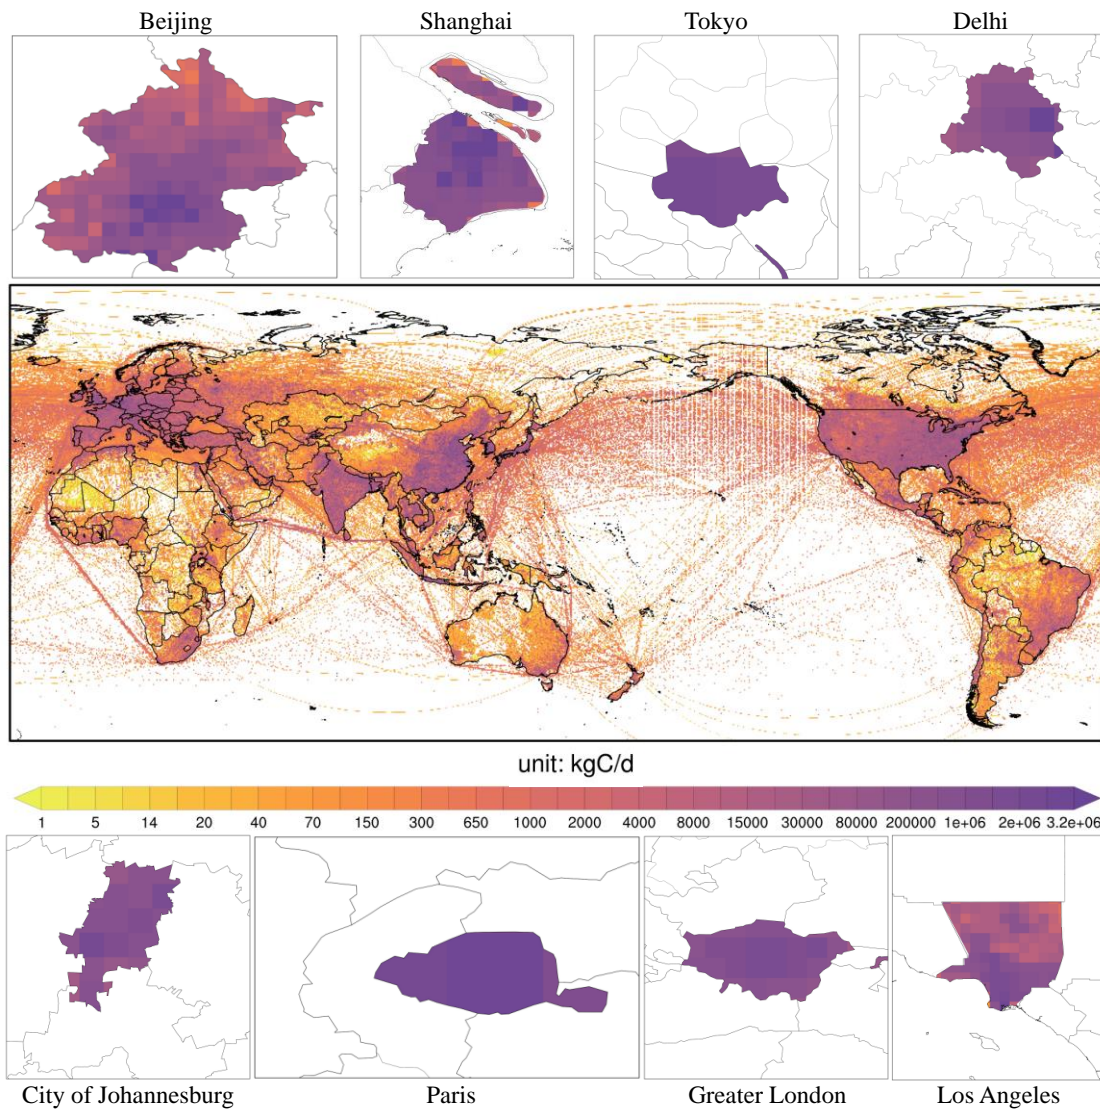 Beijing Shanghai Tokyo Delhi
unit: kgC/d
1 5 14 20 40 70 150 300 650 1000 2000 4000 8000 15000 30000 80000 200000 1e+06 2e+06 3.2e+06
City of Johannesburg Paris Greater London Los Angeles